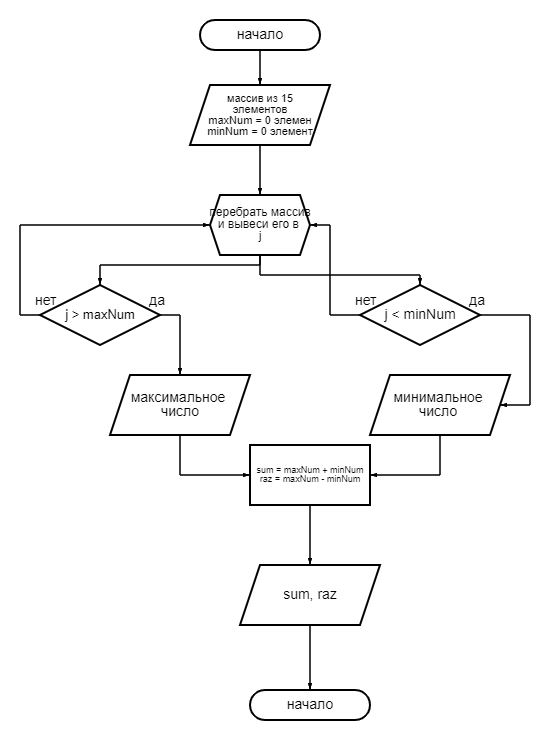 начало
массив из 15
элементов
maxNum = 0 элемен
minNum = 0 элемент
перебрать массив
и вывеси его в
j
нет
да
j > maxNum
нет
да
j < minNum
максимальное
число
минимальное
число
sum = maxNum + minNum
raz = maxNum - minNum
sum, raz
начало